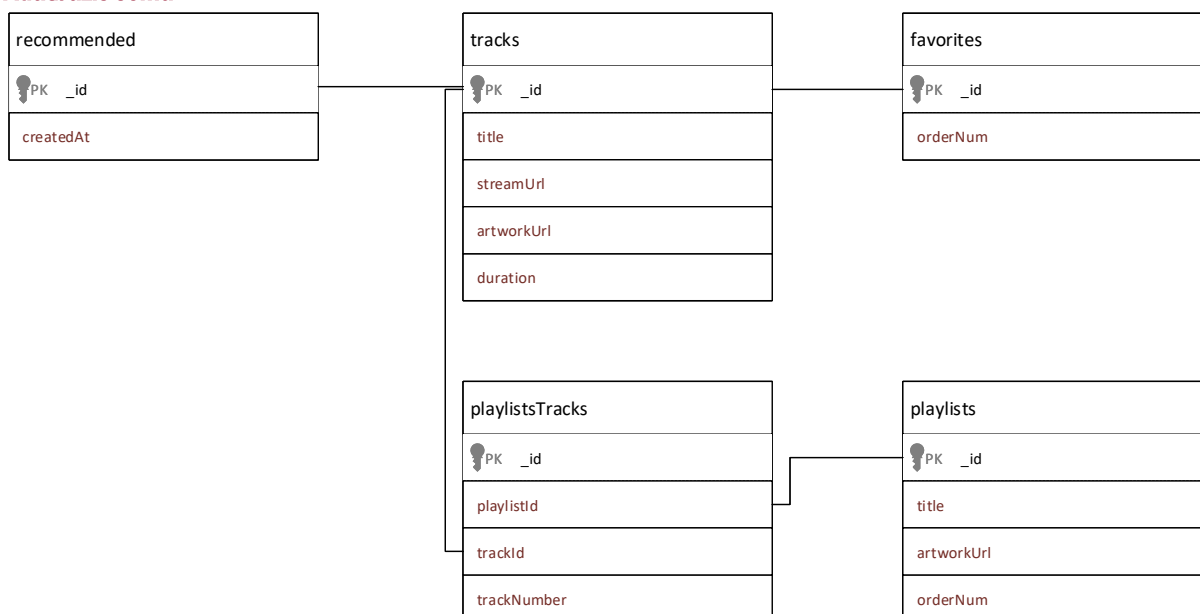 recommended
PK _id
createdAt
tracks
PK _id
title
streamUrl
artworkUrl
duration
favorites
PK _id
orderNum
playlistsTracks
PK _id
playlistId
trackId
trackNumber
playlists
PK _id
title
artworkUrl
orderNum